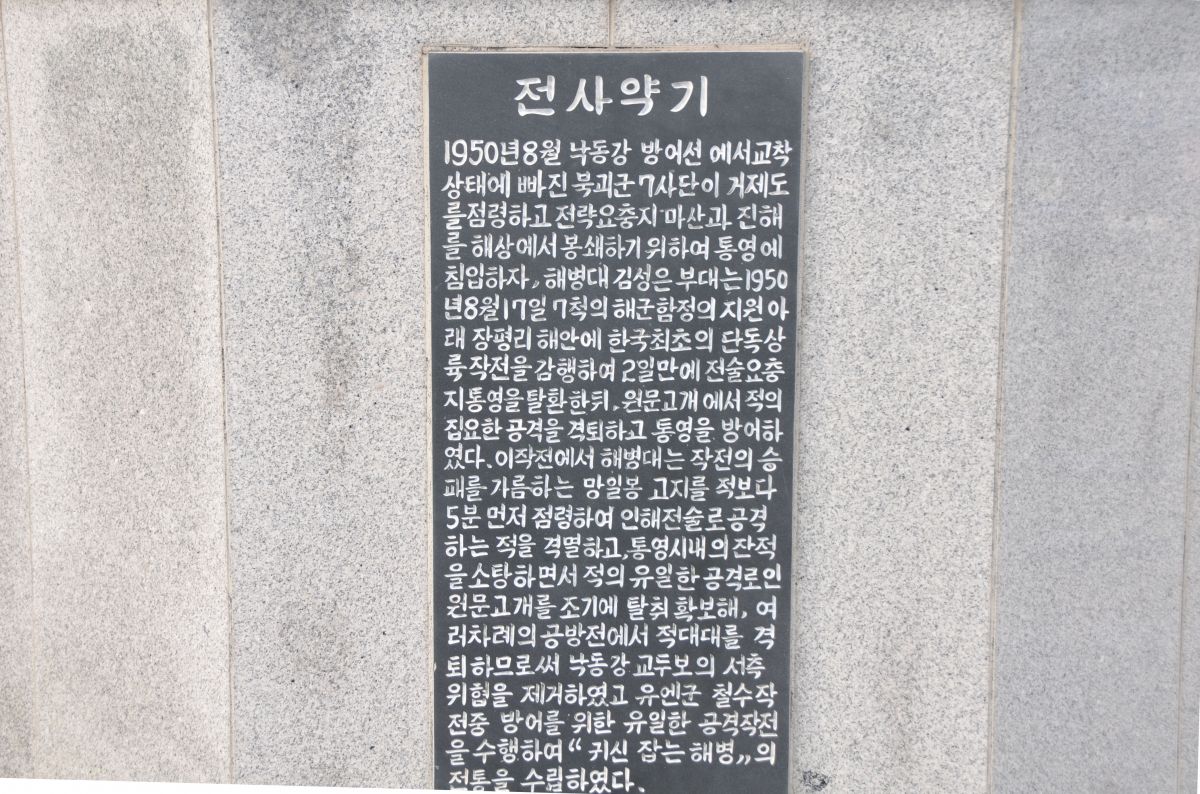 전사약기
1950년8월 낙동강 방어선 에서교착
상태에 빠진 북괴군 7사단이 거제도
를점령하고 전략요충지 마산과 진해
를 해상에서 봉쇄하기 위하여 통영에
침입하자, 해병대 김성은 부대는 1950
년8월17일 7척의 해군함정의 지원 아
래 장평리 해안에 한국최초의 단독상
륙작전을 감행하여 2일만에 전술요충
지통영을 탈환한뒤, 원문고개에서 적의
집요한 공격을 격퇴하고 통영을 방어하
였다. 이작전에서 해병대는 작전의 승
패를 가름하는 망일봉 고지를 적보다
5분 먼저 점령하여 인해전술로공격
하는 적을 격멸하고, 통영시내의 잔적
을소탕하면서 적의 유일한 공격로인
원문고개를 조기에 탈취 확보해, 여
러차례의 공방전에서 적대대를 격
퇴하므로써 낙동강 교두보의 서측
위협을 제거하였고 유엔군 철수작
전중 방어를 위한 유일한 공격작전
을수행하여 “귀신 잡는 해병„의
전통을 수립하였다.